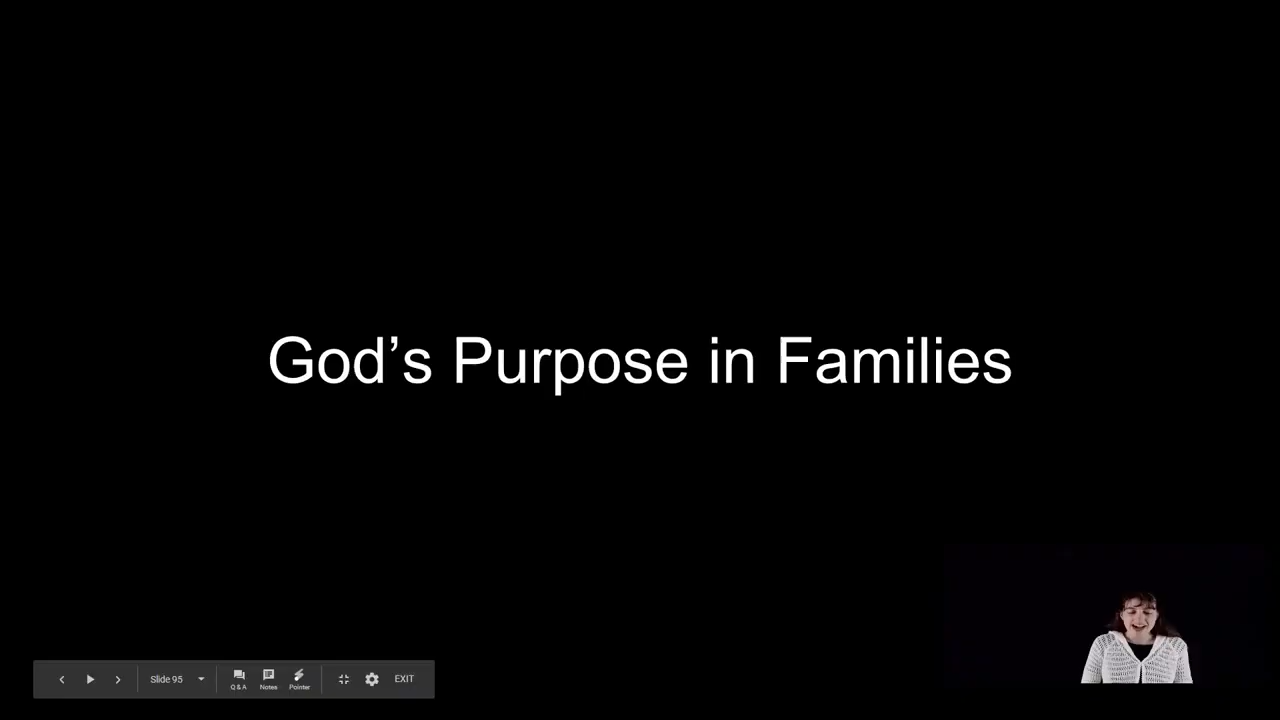 God’s Purpose in Families
Slide 95
Q & A
Notes
Pointer
EXIT